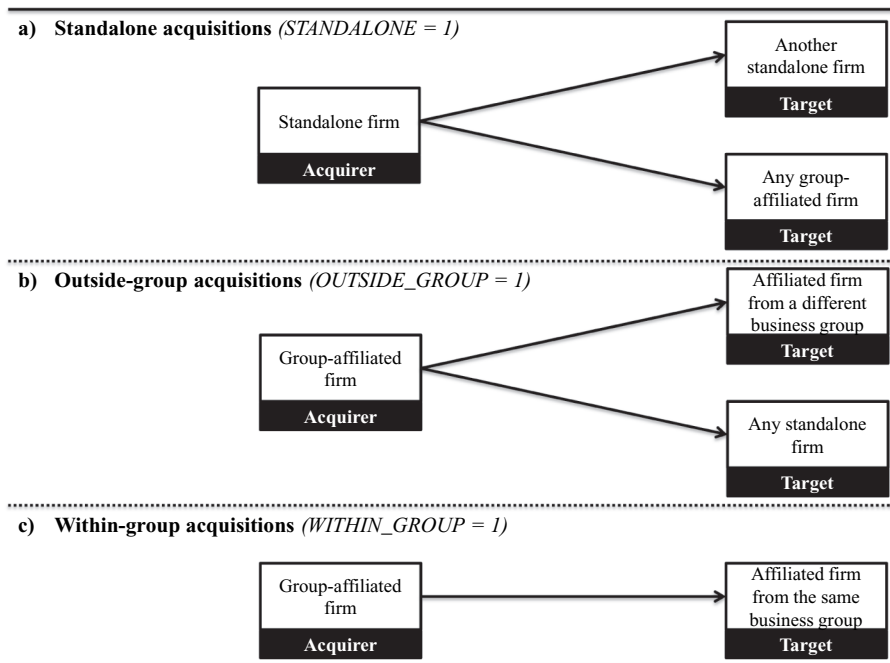 a) Standalone acquisitions (STANDALONE = 1)
Standalone firm
Acquirer
Another
standalone firm
Target
Any group-
affiliated firm
Target
b) Outside-group acquisitions (OUTSIDE_GROUP = 1)
Group-affiliated
firm
Acquirer
Affiliated firm
from a different
business group
Target
Any standalone
firm
Target
c) Within-group acquisitions (WITHIN_GROUP = 1)
Group-affiliated
firm
Acquirer
Affiliated firm
from the same
business group
Target